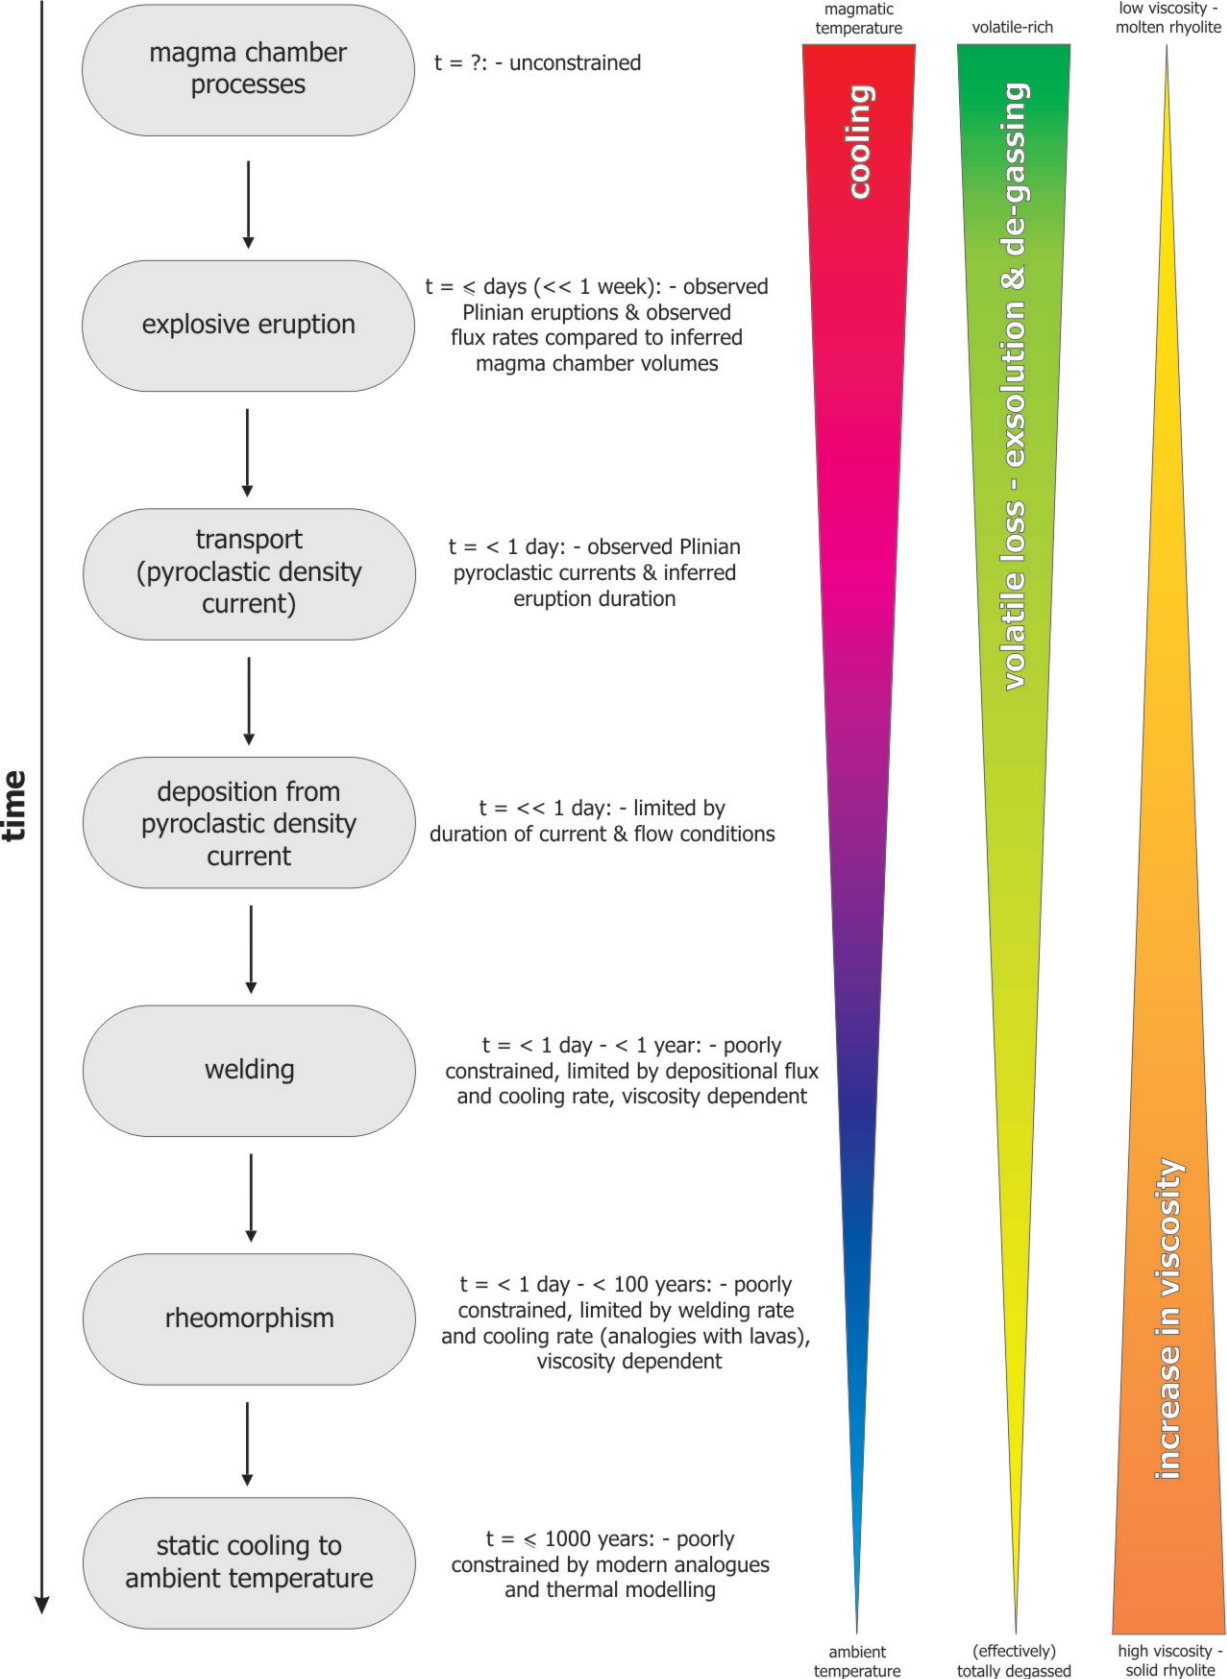 magma chamber
processes
t = ?: - unconstrained
explosive eruption
t = ⩽ days (<< 1 week): - observed
Plinian eruptions & observed
flux rates compared to inferred
magma chamber volumes
transport
(pyroclastic density
current)
t = < 1 day: - observed Plinian
pyroclastic currents & inferred
eruption duration
deposition from
pyroclastic density
current
t = << 1 day: - limited by
duration of current & flow conditions
welding
t = < 1 day - < 1 year: - poorly
constrained, limited by depositional flux
and cooling rate, viscosity dependent
rheomorphism
t = < 1 day - < 100 years: - poorly
constrained, limited by welding rate
and cooling rate (analogies with lavas),
viscosity dependent
static cooling to
ambient temperature
t = ⩽ 1000 years: - poorly
constrained by modern analogues
and thermal modelling
time
magmatic
temperature
cooling
ambient
temperature
volatile-rich
volatile loss - exsolution & de-gassing
(effectively)
totally degassed
low viscosity -
molten rhyolite
increase in viscosity
high viscosity -
solid rhyolite